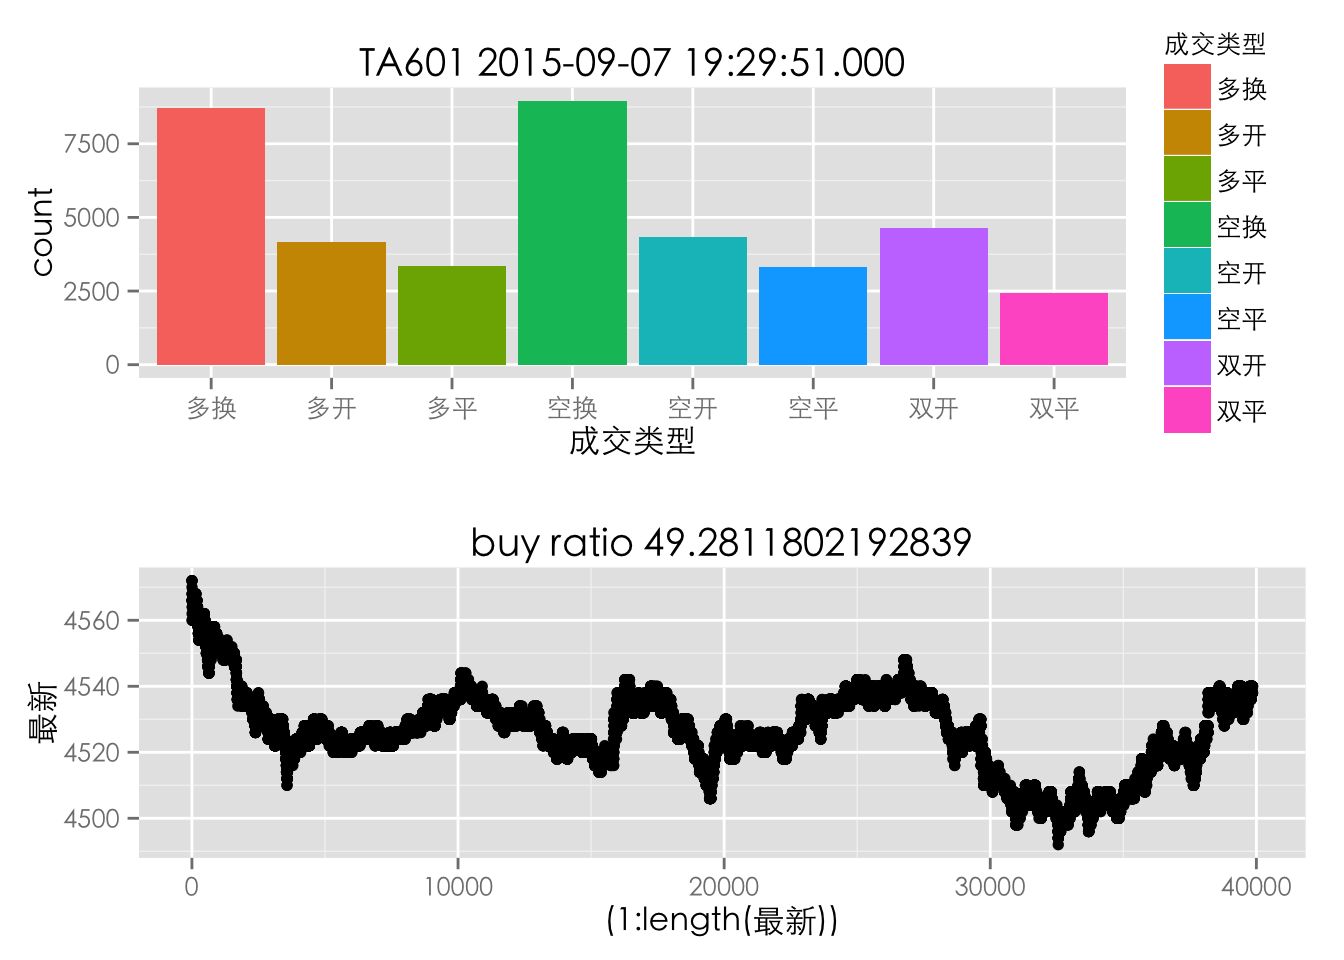 TA601 2015-09-07 19:29:51.000
count
7500
5000
2500
0
多换 多开 多平 空换 空开 空平 双开 双平
成交类型
成交类型
多换
多开
多平
空换
空开
空平
双开
双平
buy ratio 49.2811802192839
最新
4560
4540
4520
4500
0 10000 20000 30000 40000
(1:length(最新))